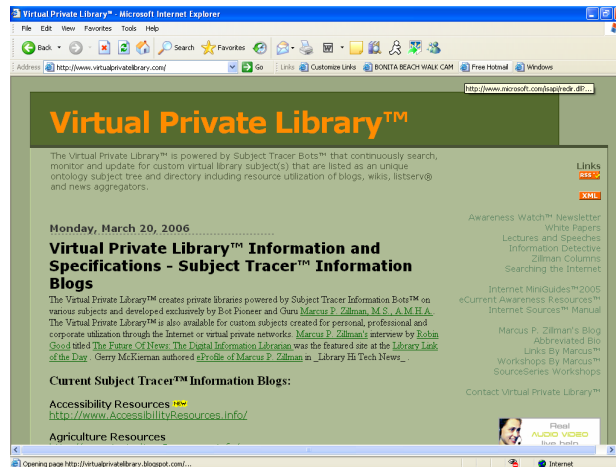 Virtual Private Library™ - Microsoft Internet Explorer
File Edit View Favorites Tools Help
Back Search Favorites
Address http://www.virtualprivatelibrary.com/ Go Links Customize Links BONITA BEACH WALK CAM Free Hotmail Windows
http://www.microsoft.com/isapi/redir.dll?...
Virtual Private Library™
The Virtual Private Library™ is powered by Subject Tracer Bots™ that continuously search,
monitor and update for custom virtual library subject(s) that are listed as an unique
ontology subject tree and directory including resource utilization of blogs, wikis, listserv®
and news aggregators.
Monday, March 20, 2006
Virtual Private Library™ Information and
Specifications - Subject Tracer™ Information
Blogs
The Virtual Private Library™ creates private libraries powered by Subject Tracer Information Bots™ on
various subjects and developed exclusively by Bot Pioneer and Guru Marcus P. Zillman, M.S., A.M.H.A.
The Virtual Private Library™ is also available for custom subjects created for personal, professional and
corporate utilization through the Internet or virtual private networks. Marcus P. Zillman's interview by Robin
Good titled The Future Of News: The Digital Information Librarian was the featured site at the Library Link
of the Day . Gerry McKiernan authored eProfile of Marcus P. Zillman in _Library Hi Tech News_ .
Current Subject Tracer™ Information Blogs:
Accessibility Resources NEW
http://www.AccessibilityResources.info/
Agriculture Resources
Links
RSS
XML
Awareness Watch™ Newsletter
White Papers
Lectures and Speeches
Information Detective
Zillman Columns
Searching the Internet
Internet MiniGuides™2005
eCurrent Awareness Resources™
Internet Sources™ Manual
Marcus P. Zillman's Blog
Abbreviated Bio
Links By Marcus™
Workshops By Marcus™
SourceSeries Workshops
Contact Virtual Private Library™
Real
AUDIO VIDEO
live help
Opening page http://virtualprivatelibrary.blogspot.com/... Internet